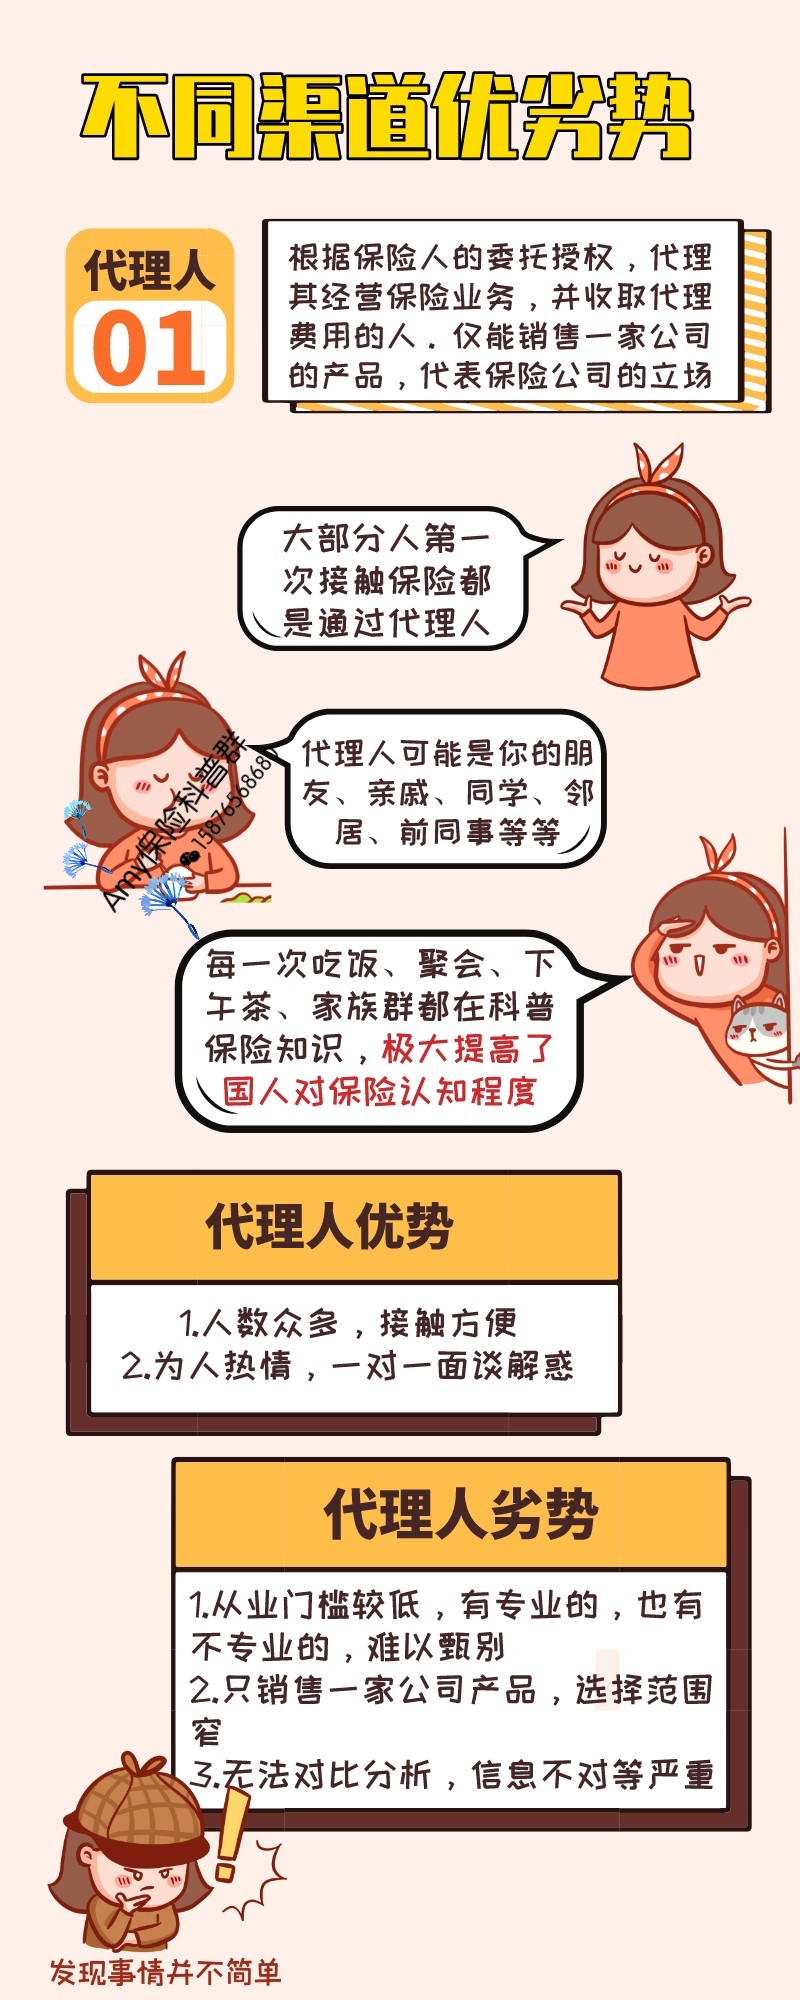 不同渠道优劣势
代理人
01
根据保险人的委托授权，代理
其经营保险业务，并收取代理
费用的人．仅能销售一家公司
的产品，代表保险公司的立场
大部分人第一
次接触保险都
是通过代理人
代理人可能是你的朋
友、亲戚、同学、邻
居、前同事等等
Amy保险科普群
每一次吃饭、聚会、下
午茶、家族群都在科普
保险知识，极大提高了
国人对保险认知程度
代理人优势
1.人数众多，接触方便
2.为人热情，一对一面谈解惑
代理人劣势
1.从业门槛较低，有专业的，也有
不专业的，难以甄别
2.只销售一家公司产品，选择范围
窄
3.无法对比分析，信息不对等严重
发现事情并不简单